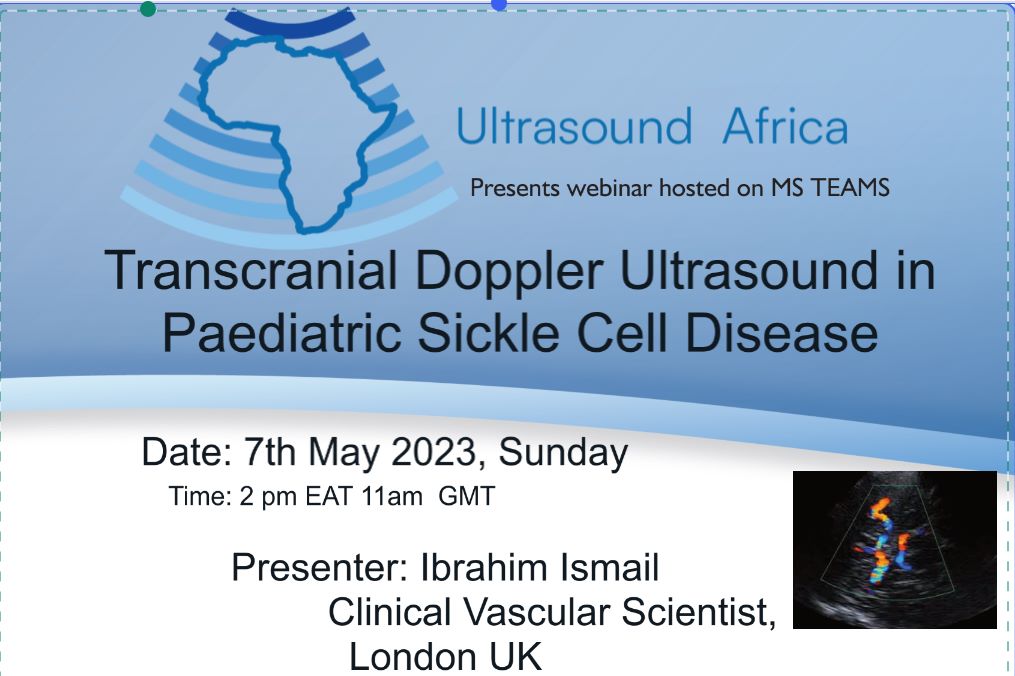 Ultrasound Africa
Presents webinar hosted on MS TEAMS
Transcranial Doppler Ultrasound in
Paediatric Sickle Cell Disease
Date: 7th May 2023, Sunday
Time: 2 pm EAT 11am GMT
Presenter: Ibrahim Ismail
Clinical Vascular Scientist,
London UK